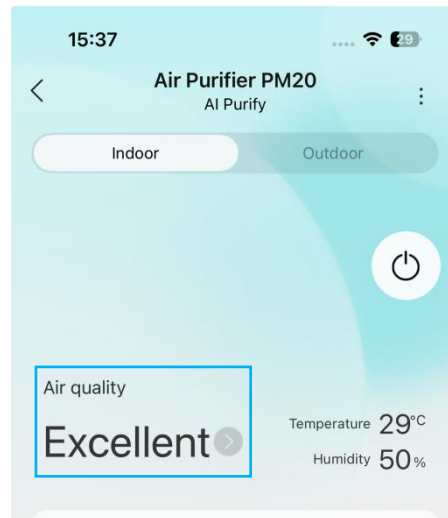 15:37 29
Air Purifier PM20
AI Purify
Indoor Outdoor
Air quality
Excellent
Temperature 29°C
Humidity 50%